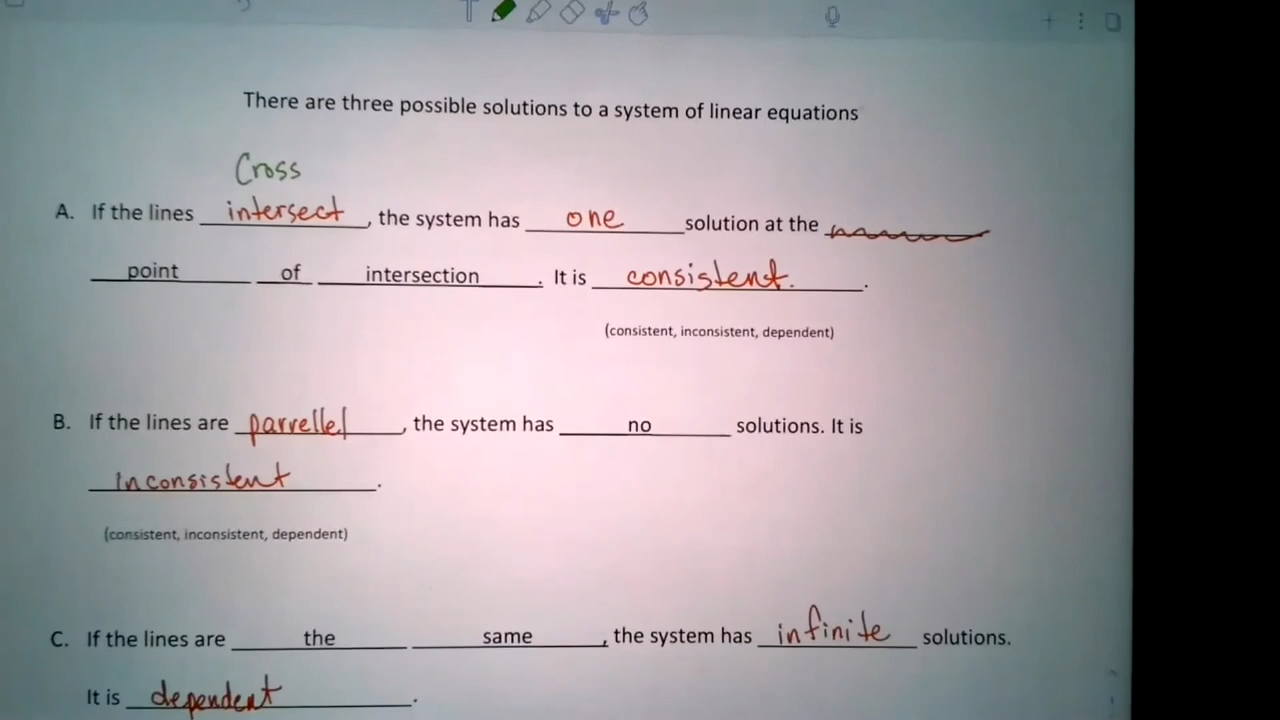 There are three possible solutions to a system of linear equations
Cross
A. If the lines intersect, the system has one solution at the
point of intersection. It is consistent.
(consistent, inconsistent, dependent)
B. If the lines are parrellel, the system has no solutions. It is
Inconsistent.
(consistent, inconsistent, dependent)
C. If the lines are the same, the system has infinite solutions.
It is dependent.